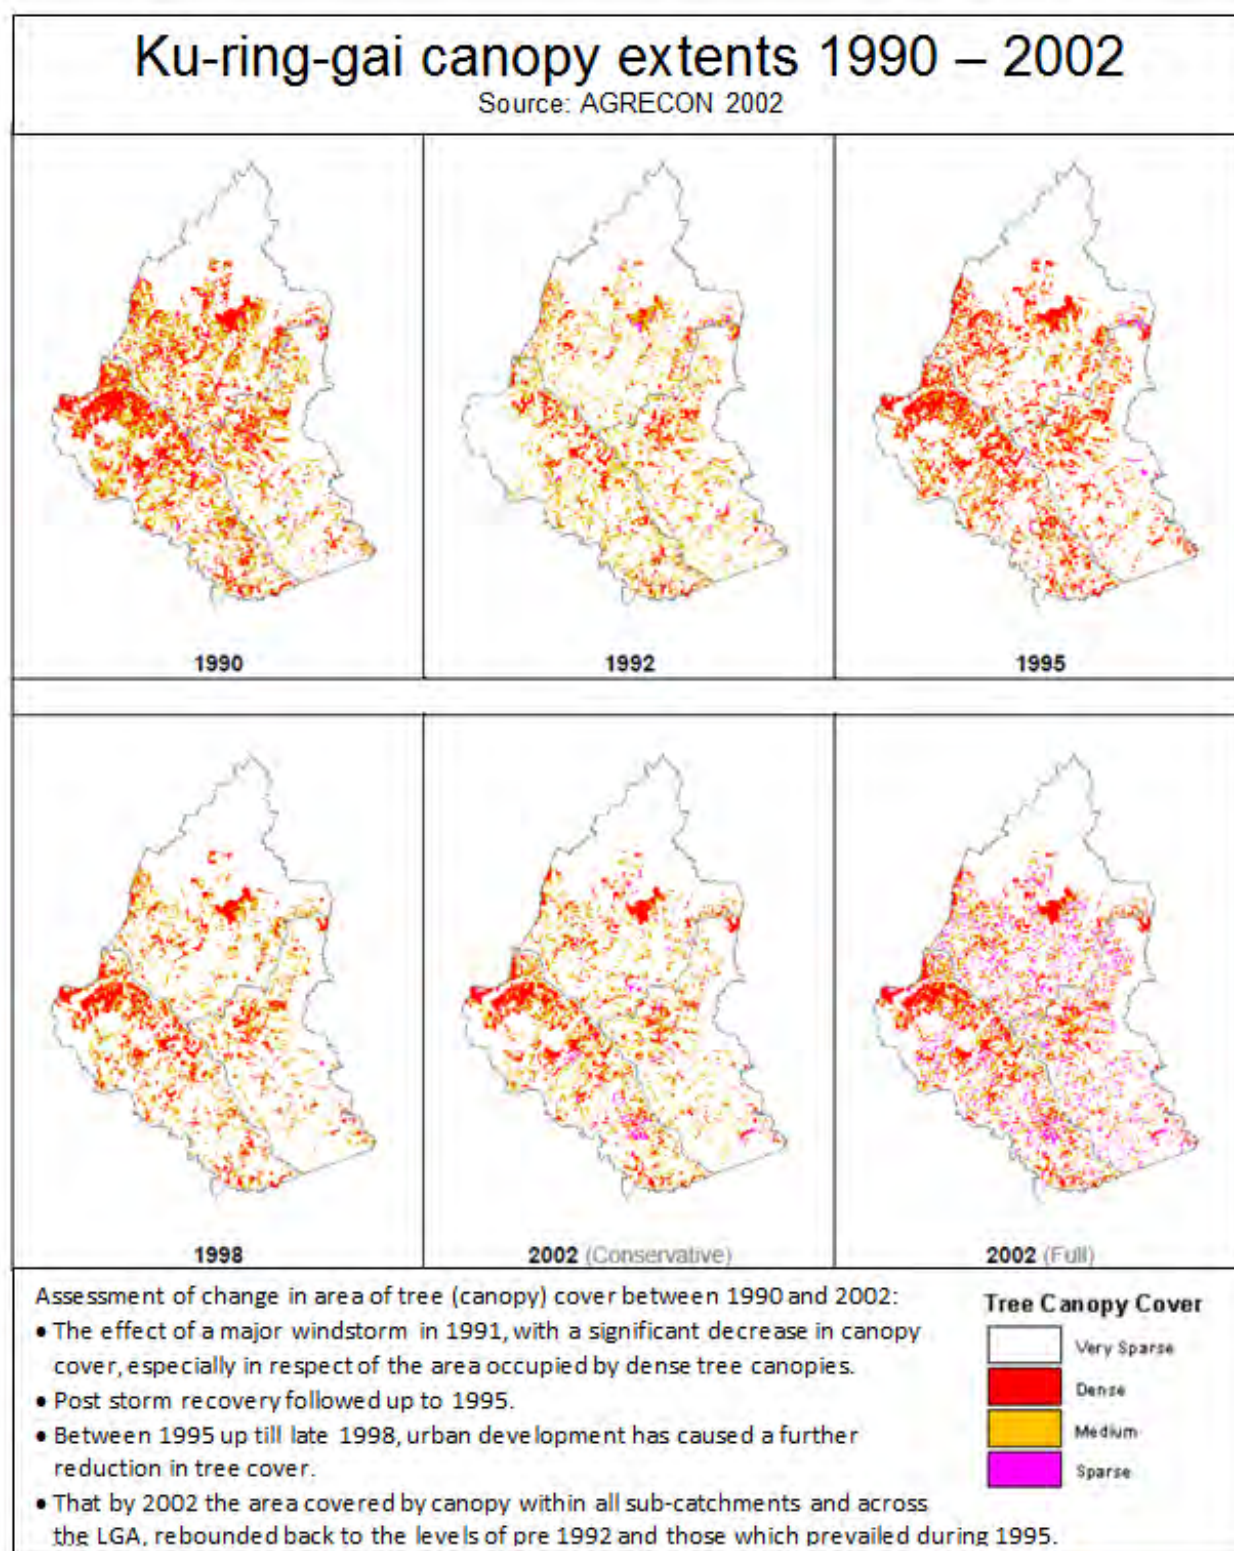 Ku-ring-gai canopy extents 1990 – 2002
Source: AGRECON 2002
1990
1992
1995
1998
2002 (Conservative)
2002 (Full)
Assessment of change in area of tree (canopy) cover between 1990 and 2002:
• The effect of a major windstorm in 1991, with a significant decrease in canopy
cover, especially in respect of the area occupied by dense tree canopies.
• Post storm recovery followed up to 1995.
• Between 1995 up till late 1998, urban development has caused a further
reduction in tree cover.
• That by 2002 the area covered by canopy within all sub-catchments and across
the LGA, rebounded back to the levels of pre 1992 and those which prevailed during 1995.
Tree Canopy Cover
Very Sparse
Dense
Medium
Sparse